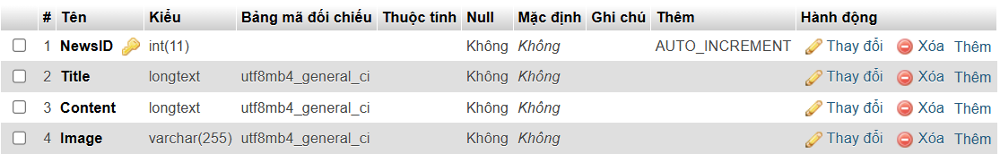 # Tên Kiểu Bảng mã đối chiếu Thuộc tính Null Mặc định Ghi chú Thêm Hành động
1 NewsID int(11) Không Không AUTO_INCREMENT Thay đổi Xóa Thêm
2 Title longtext utf8mb4_general_ci Không Không Thay đổi Xóa Thêm
3 Content longtext utf8mb4_general_ci Không Không Thay đổi Xóa Thêm
4 Image varchar(255) utf8mb4_general_ci Không Không Thay đổi Xóa Thêm